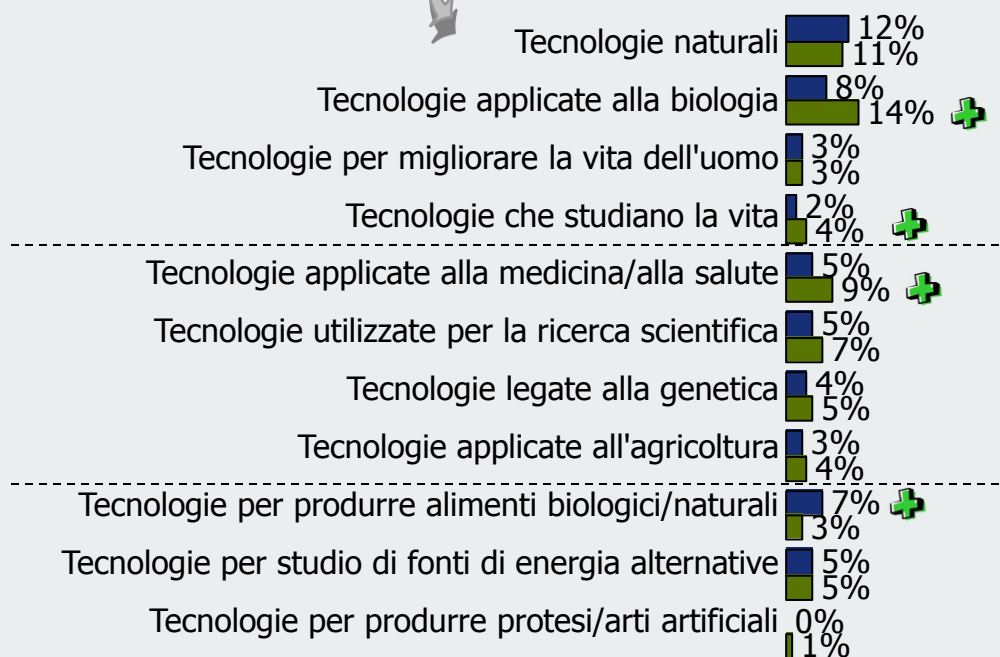 Tecnologie naturali 12%
11%
Tecnologie applicate alla biologia 8%
14%
Tecnologie per migliorare la vita dell'uomo 3%
3%
Tecnologie che studiano la vita 2%
4%
Tecnologie applicate alla medicina/alla salute 5%
9%
Tecnologie utilizzate per la ricerca scientifica 5%
7%
Tecnologie legate alla genetica 4%
5%
Tecnologie applicate all'agricoltura 3%
4%
Tecnologie per produrre alimenti biologici/naturali 7%
3%
Tecnologie per studio di fonti di energia alternative 5%
5%
Tecnologie per produrre protesi/arti artificiali 0%
1%